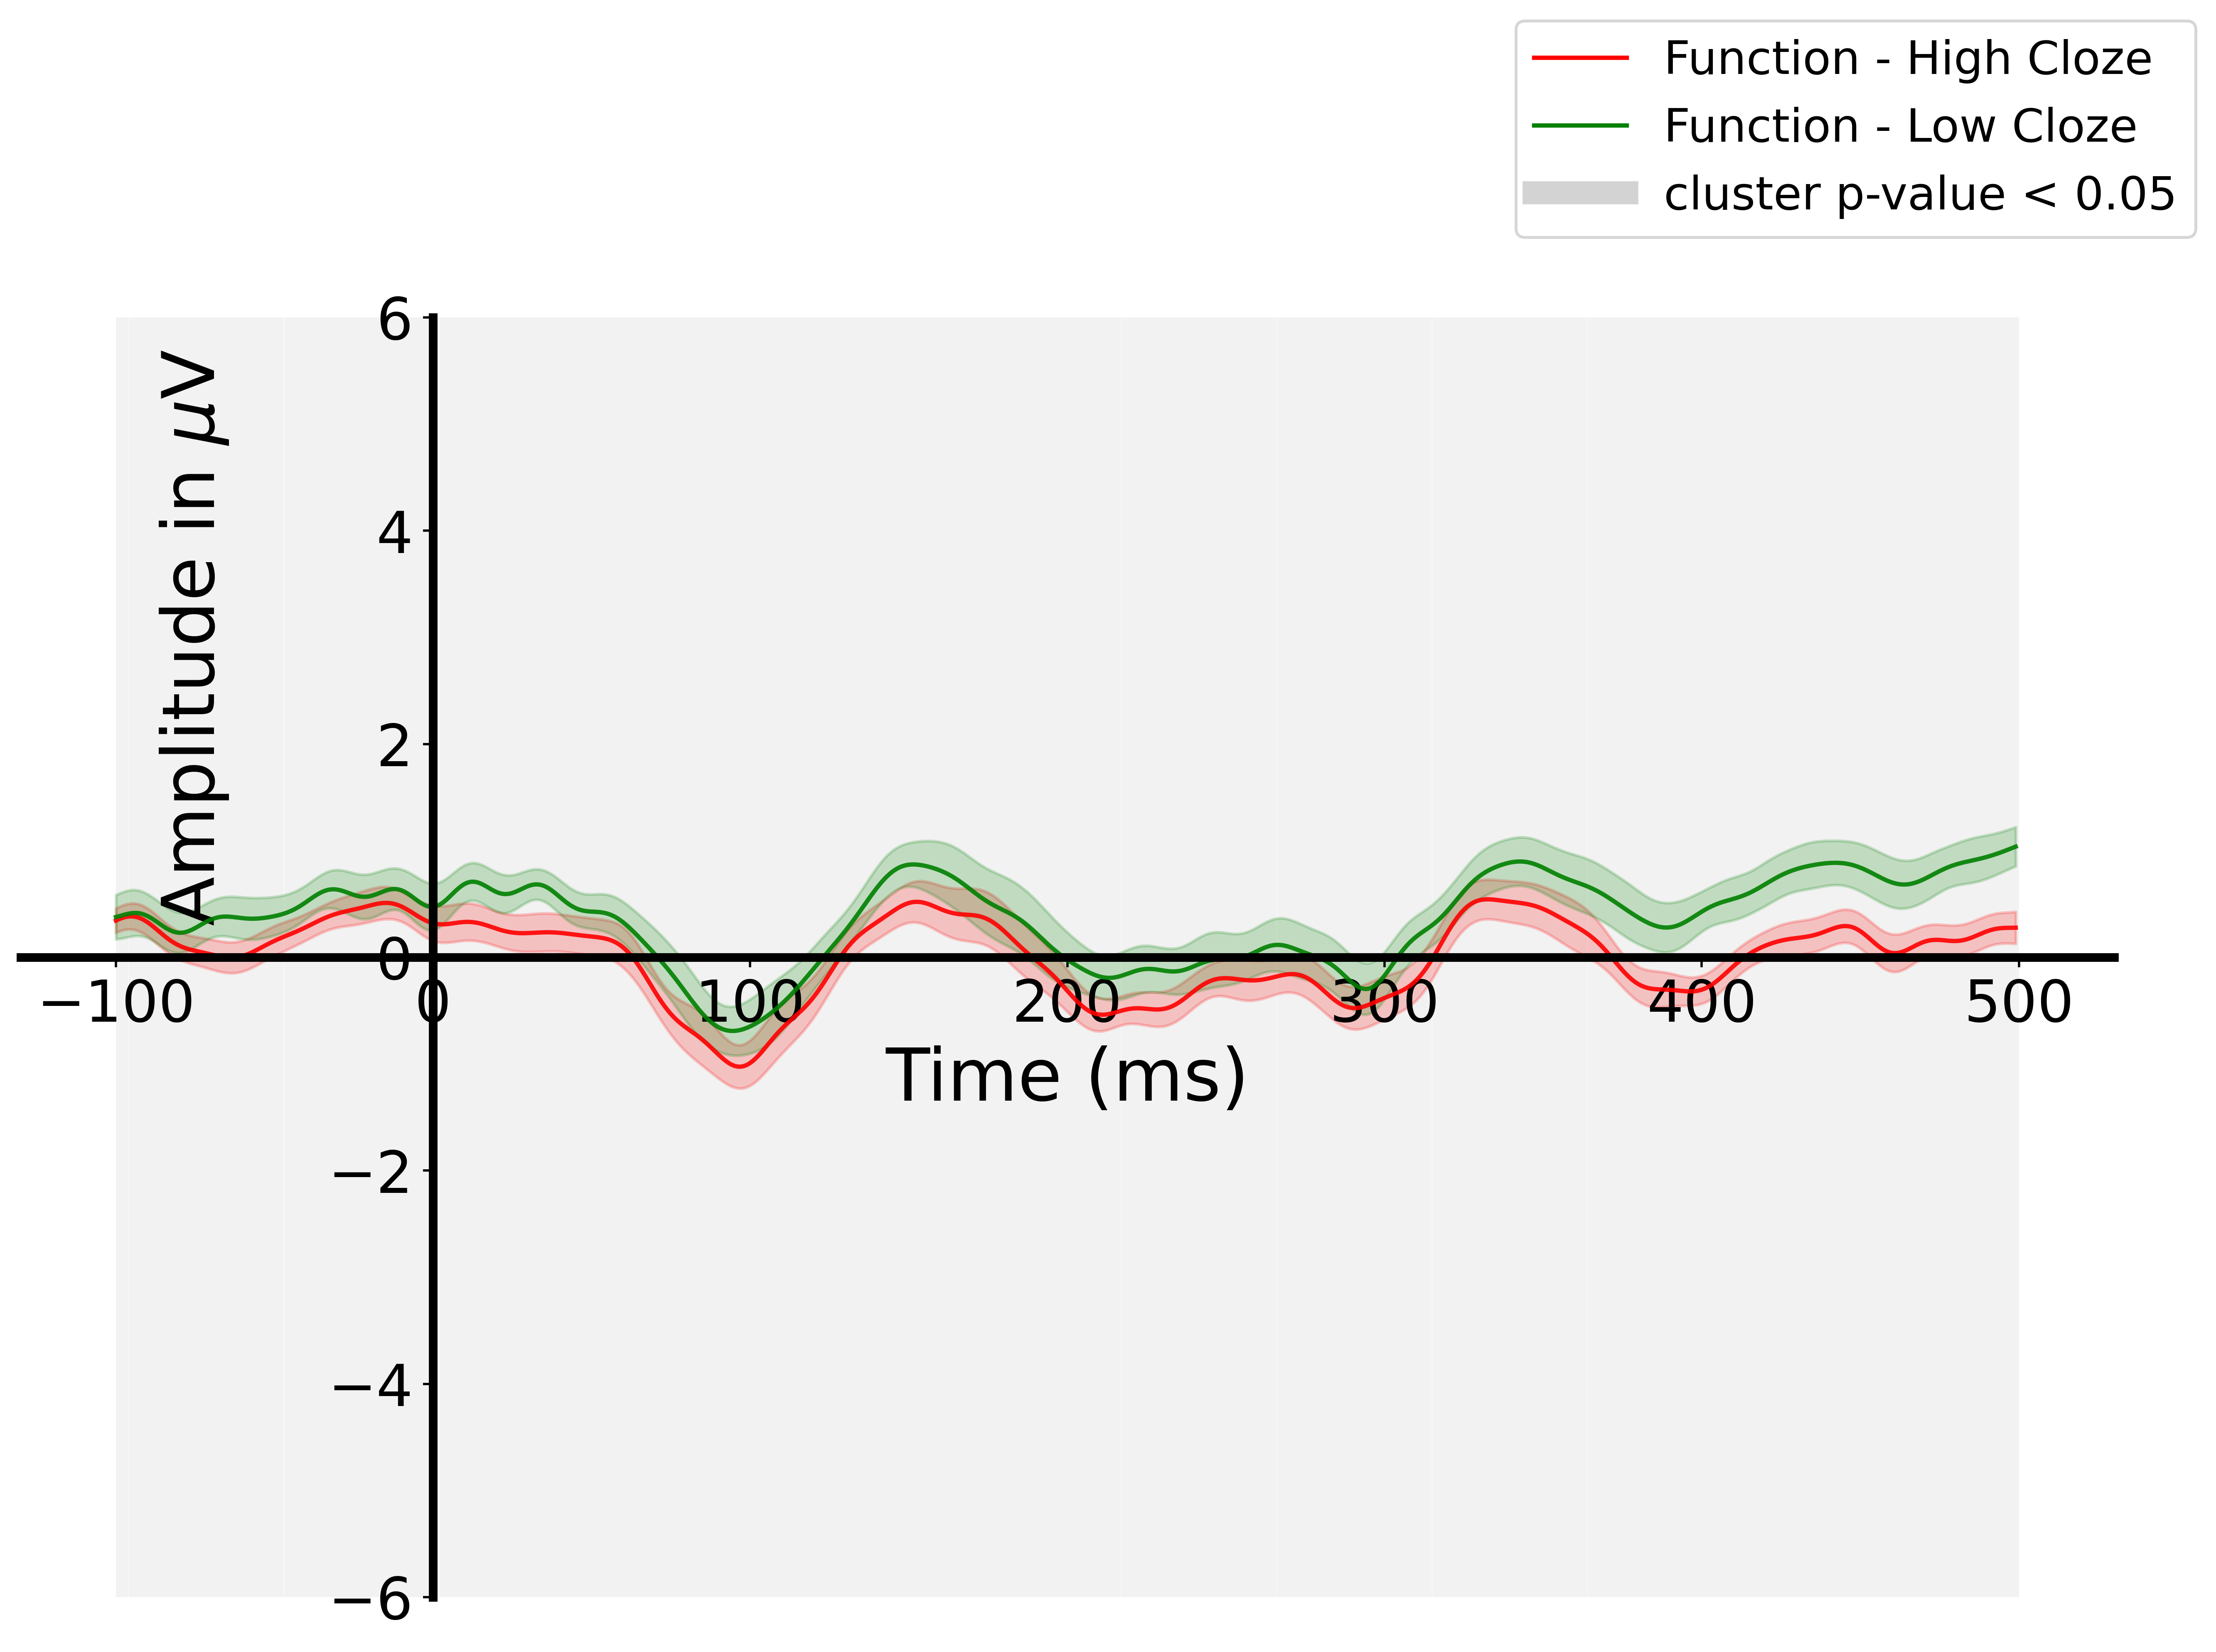 Function - High Cloze
Function - Low Cloze
cluster p-value < 0.05
Amplitude in μV
6
4
2
0
−2
−4
−6
−100
0
100
200
300
400
500
Time (ms)